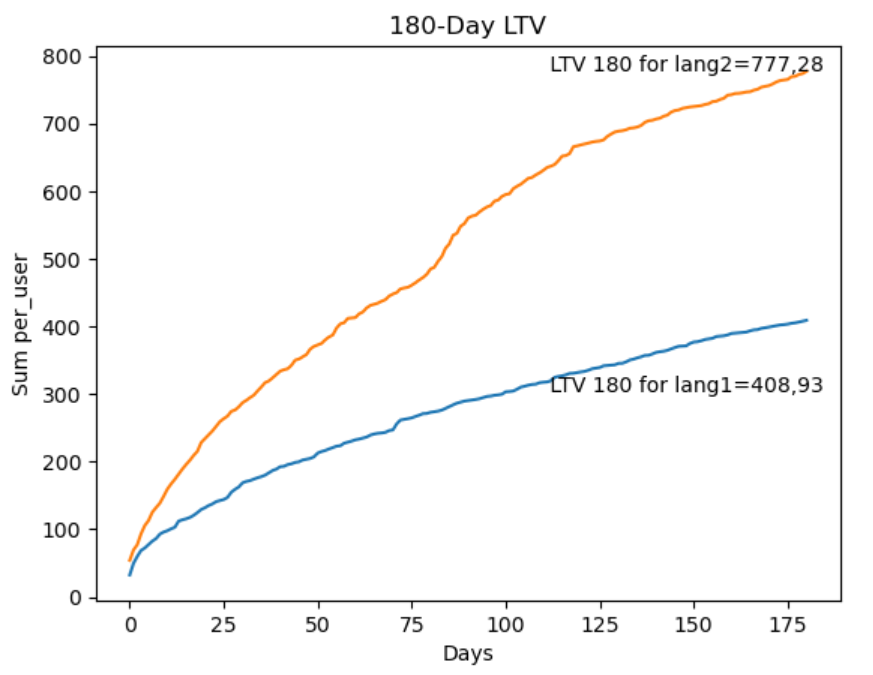 180-Day LTV
800
LTV 180 for lang2=777,28
700
600
500
400
300
LTV 180 for lang1=408,93
200
100
0
Sum per_user
0 25 50 75 100 125 150 175
Days